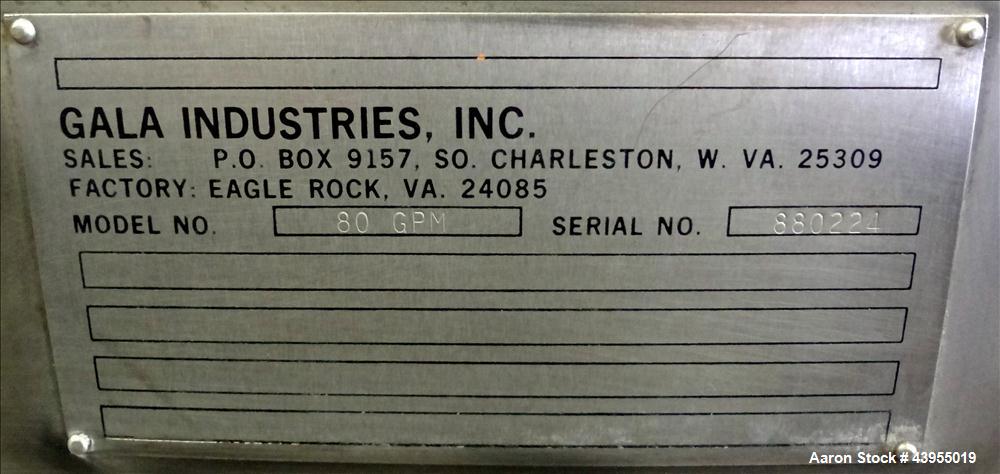 GALA INDUSTRIES, INC.
SALES: P.O. BOX 9157, SO. CHARLESTON, W. VA. 25309
FACTORY: EAGLE ROCK, VA. 24085
MODEL NO. 80 GPM SERIAL NO. 880224
Aaron Stock # 43955019